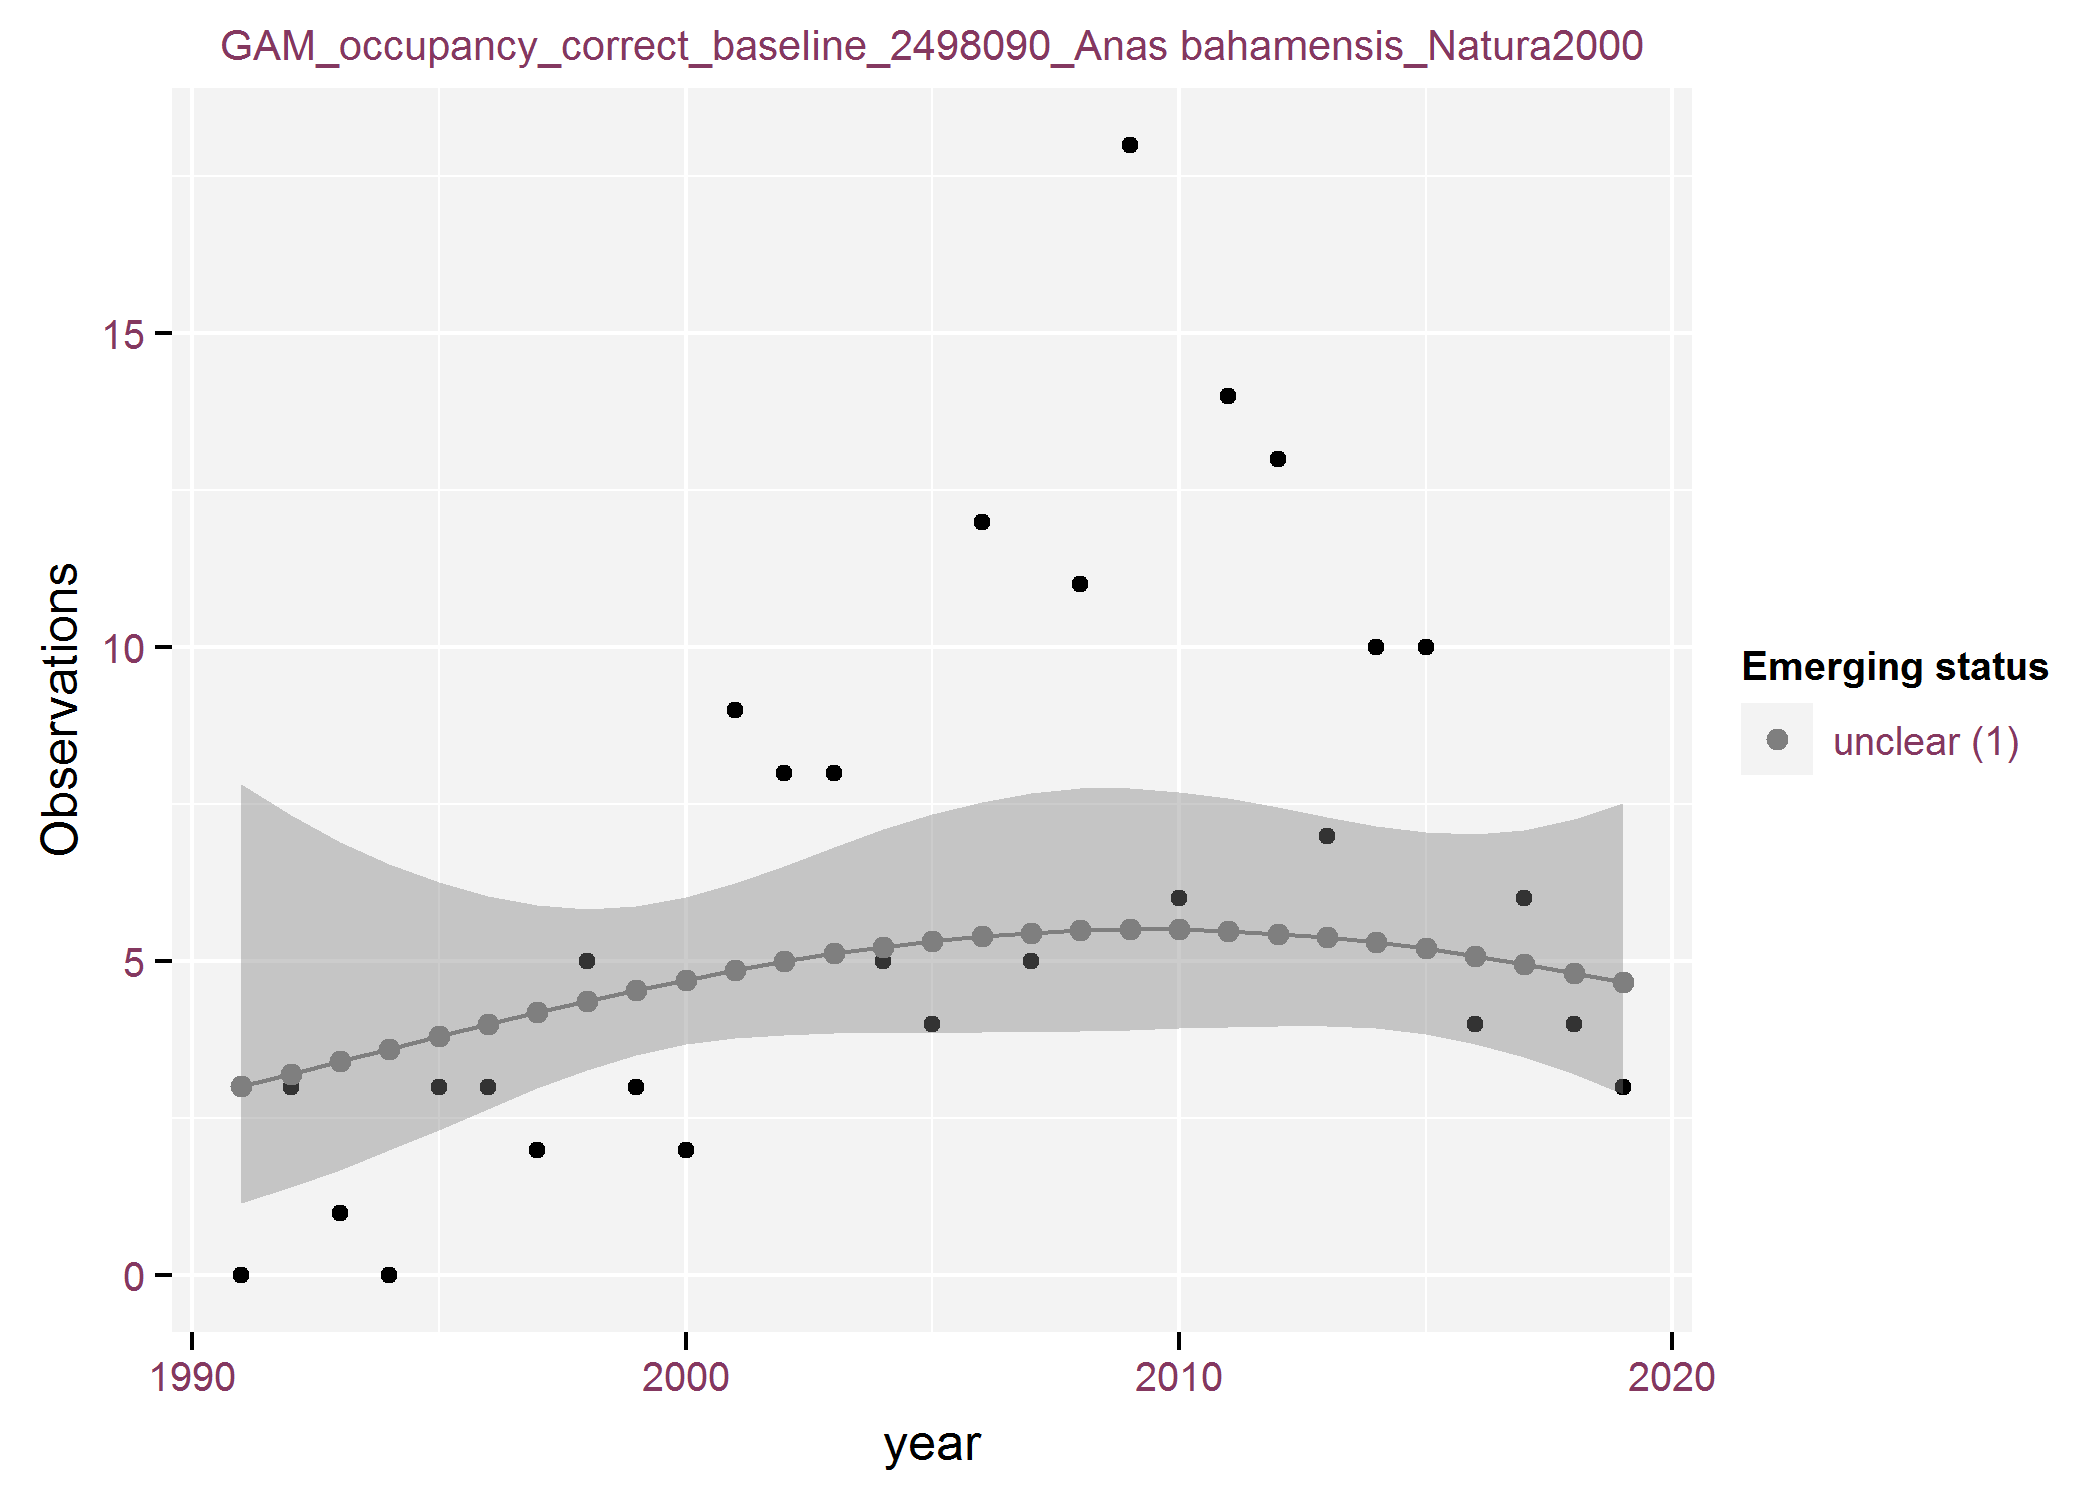 GAM_occupancy_correct_baseline_2498090_Anas bahamensis_Natura2000
15
10
5
0
Observations
1990 2000 2010 2020
year
Emerging status
unclear (1)